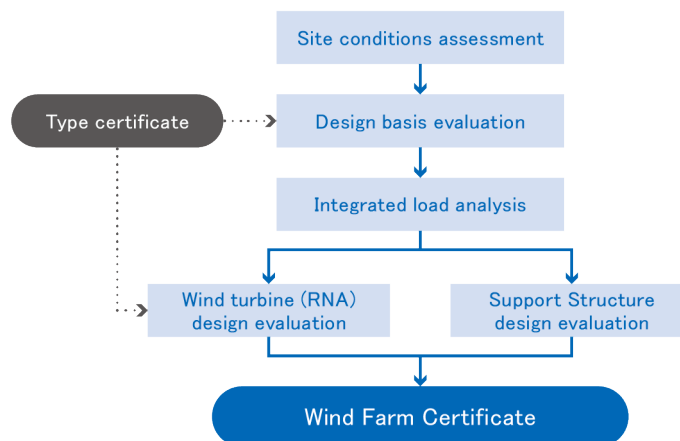 Site conditions assessment
Type certificate
Design basis evaluation
Integrated load analysis
Wind turbine (RNA)
design evaluation
Support Structure
design evaluation
Wind Farm Certificate